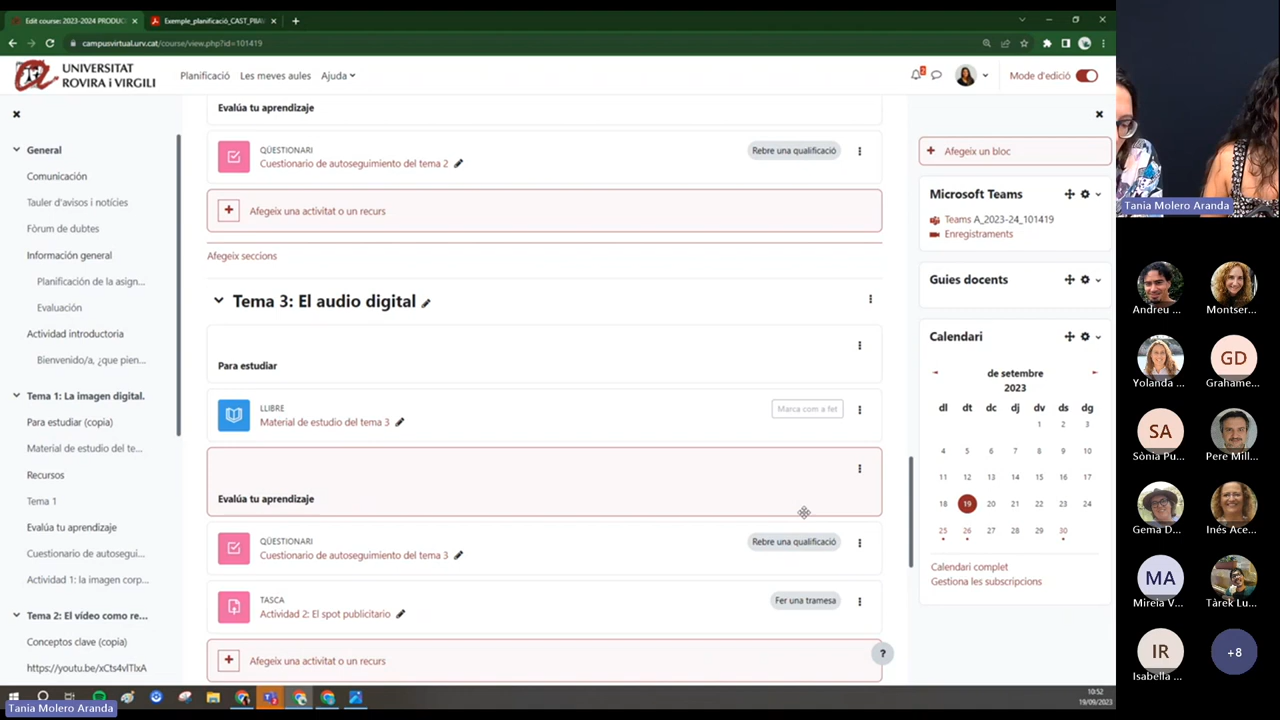 Edit course: 2023-2024 PRODUC
Exemple_planificació_CAST_PIIAV
campusvirtual.urv.cat/course/view.php?id=101419
UNIVERSITAT
ROVIRA i VIRGILI
Planificació
Les meves aules
Ajuda
Mode d'edició
General
Comunicación
Tauler d'avisos i notícies
Fòrum de dubtes
Información general
Planificación de la asign...
Evaluación
Actividad introductoria
Bienvenido/a, ¿que pien...
Tema 1: La imagen digital.
Para estudiar (copia)
Material de estudio del te...
Recursos
Tema 1
Evalúa tu aprendizaje
Cuestionario de autosegui...
Actividad 1: la imagen corp...
Tema 2: El vídeo como re...
Conceptos clave (copia)
https://youtu.be/xCts4vlTlxA
Evalúa tu aprendizaje
QÜESTIONARI
Cuestionario de autoseguimiento del tema 2
Rebre una qualificació
Afegeix una activitat o un recurs
Afegeix seccions
Tema 3: El audio digital
Para estudiar
LLIBRE
Material de estudio del tema 3
Marca com a fet
Evalúa tu aprendizaje
QÜESTIONARI
Cuestionario de autoseguimiento del tema 3
Rebre una qualificació
TASCA
Actividad 2: El spot publicitario
Fer una tramesa
Afegeix una activitat o un recurs
?
Afegeix un bloc
Microsoft Teams
Teams A_2023-24_101419
Enregistraments
Guies docents
Calendari
de setembre
2023
dl dt dc dj dv ds dg
1 2 3
4 5 6 7 8 9 10
11 12 13 14 15 16 17
18 19 20 21 22 23 24
25 26 27 28 29 30
Calendari complet
Gestiona les subscripcions
10:52
19/09/2023
Tania Molero Aranda
Tania Molero Aranda
Andreu ...
Montser...
Yolanda ...
GD
Grahame...
SA
Sònia Pu...
Pere Mill...
Gema D...
Inés Ace...
MA
Mireia V...
Tàrek Lu...
IR
Isabella ...
+8